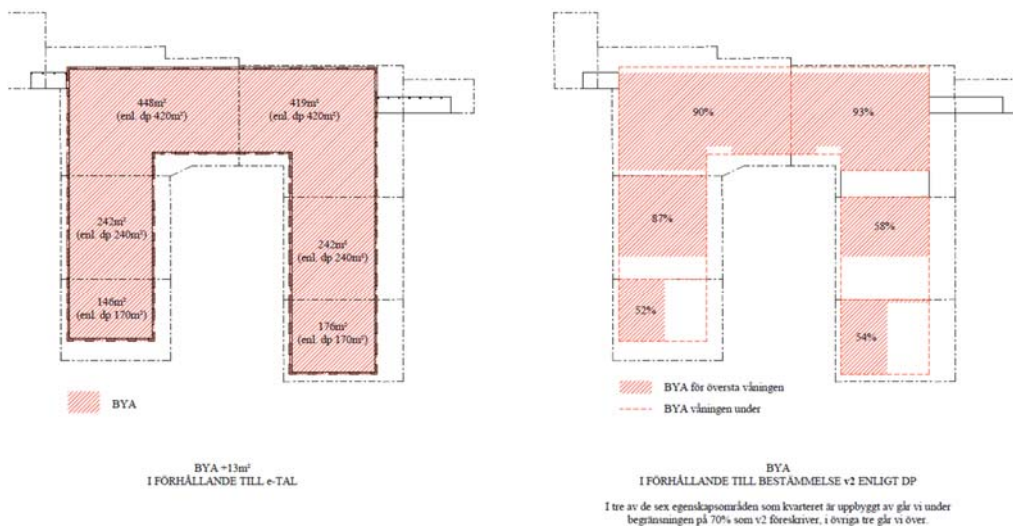 448m²
(enl. dp 420m²)
419m²
(enl. dp 420m²)
242m²
(enl. dp 240m²)
242m²
(enl. dp 240m²)
146m²
(enl. dp 170m²)
176m²
(enl. dp 170m²)
BYA
BYA +13m²
I FÖRHÅLLANDE TILL e-TAL
90%
93%
87%
58%
52%
54%
BYA för översta våningen
BYA våningen under
BYA
I FÖRHÅLLANDE TILL BESTÄMMELSE v2 ENLIGT DP
I tre av de sex egenskapsområden som kvarteret är uppbyggt av går vi under
begränsningen på 70% som v2 föreskriver, i övriga tre går vi över.